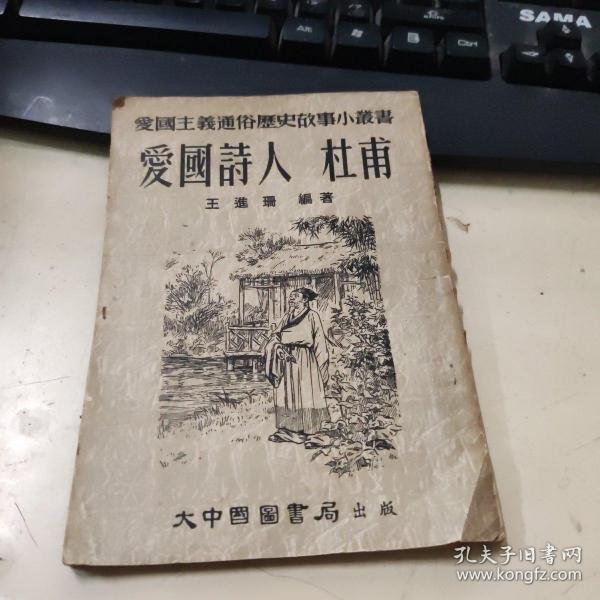 SAMA
Alt
Ctrl
愛國主義通俗歷史故事小叢書
愛國詩人 杜甫
王進珊 編著
大中國圖書局出版
孔夫子旧书网
www.kongfz.com